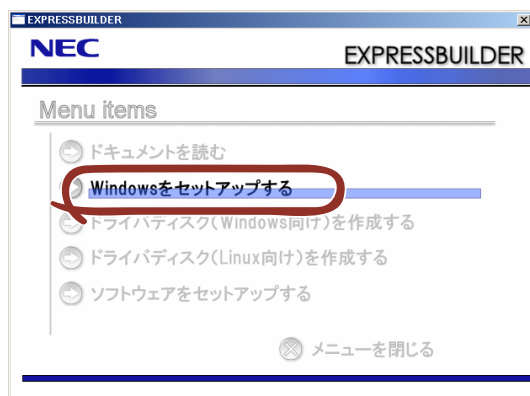 EXPRESSBUILDER
NEC
EXPRESSBUILDER
Menu items
ドキュメントを読む
Windowsをセットアップする
ドライバディスク(Windows向け)を作成する
ドライバディスク(Linux向け)を作成する
ソフトウェアをセットアップする
メニューを閉じる